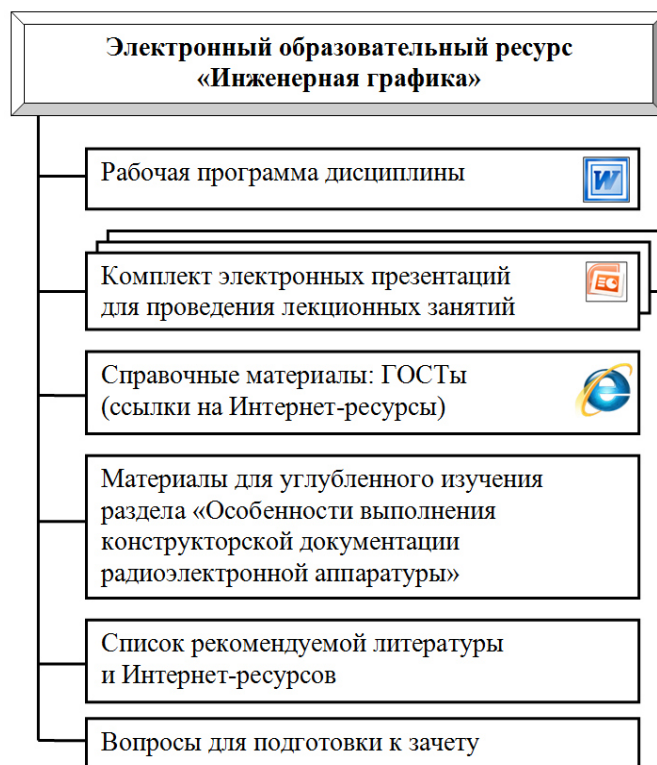 Электронный образовательный ресурс
«Инженерная графика»
Рабочая программа дисциплины
Комплект электронных презентаций
для проведения лекционных занятий
Справочные материалы: ГОСТы
(ссылки на Интернет-ресурсы)
Материалы для углубленного изучения
раздела «Особенности выполнения
конструкторской документации
радиоэлектронной аппаратуры»
Список рекомендуемой литературы
и Интернет-ресурсов
Вопросы для подготовки к зачету